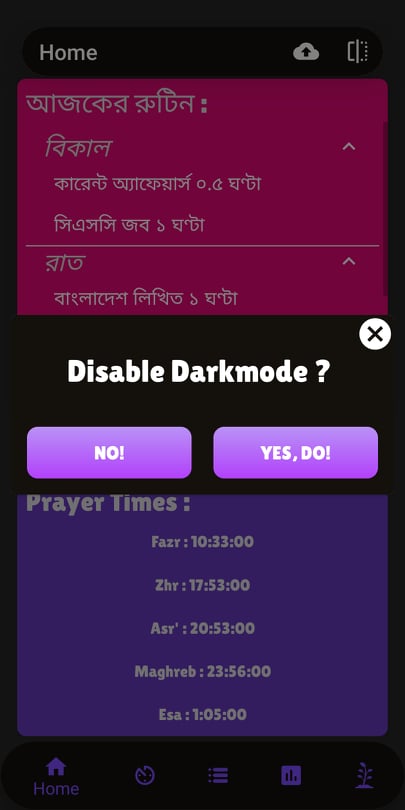 Home
আজকের রুটিন :
বিকাল
কারেন্ট অ্যাফেয়ার্স ০.৫ ঘণ্টা
সিএসসি জব ১ ঘণ্টা
রাত
বাংলাদেশ লিখিত ১ ঘণ্টা
Disable Darkmode ?
NO! YES, DO!
Prayer Times :
Fazr : 10:33:00
Zhr : 17:53:00
Asr' : 20:53:00
Maghreb : 23:56:00
Esa : 1:05:00
Home